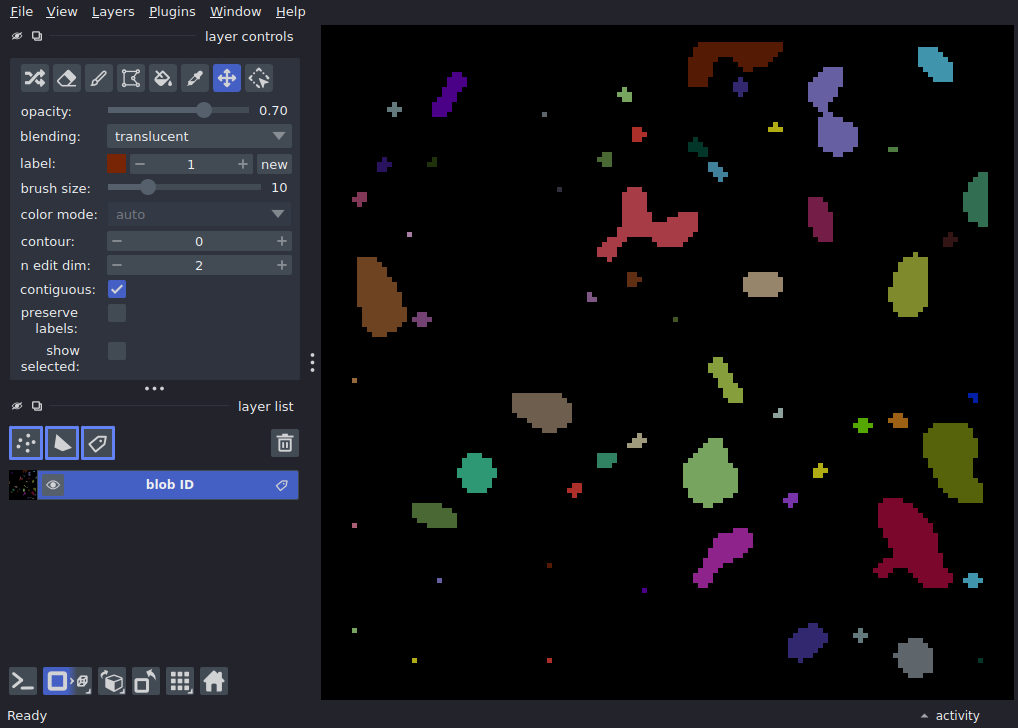 File View Layers Plugins Window Help
layer controls
opacity: 0.70
blending: translucent
label: 1 new
brush size: 10
color mode: auto
contour: 0
n edit dim: 2
contiguous:
preserve
labels:
show
selected:
layer list
blob ID
Ready activity